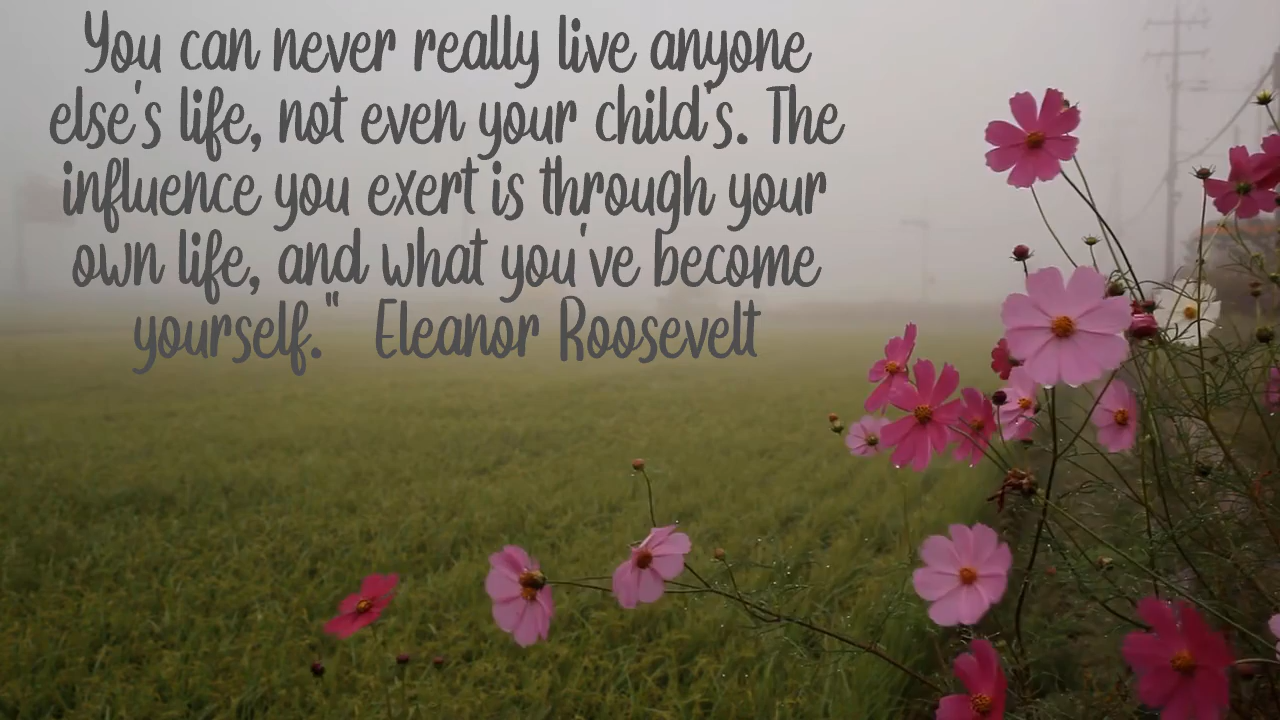 You can never really live anyone
else's life, not even your child's. The
influence you exert is through your
own life, and what you've become
yourself." Eleanor Roosevelt